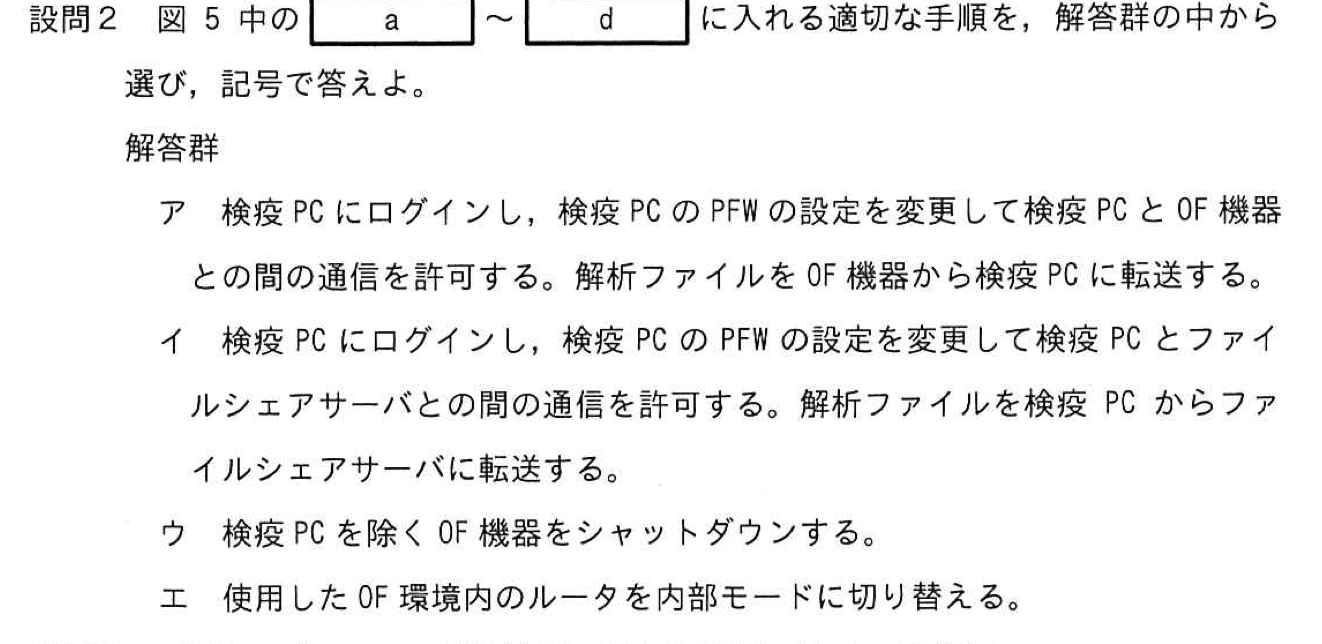 設問２　図 5 中の a ～ d に入れる適切な手順を，解答群の中から
選び，記号で答えよ。
解答群
ア　検疫 PC にログインし，検疫 PC の PFW の設定を変更して検疫 PC と OF 機器
との間の通信を許可する。解析ファイルを OF 機器から検疫 PC に転送する。
イ　検疫 PC にログインし，検疫 PC の PFW の設定を変更して検疫 PC とファイ
ルシェアサーバとの間の通信を許可する。解析ファイルを検疫 PC からファ
イルシェアサーバに転送する。
ウ　検疫 PC を除く OF 機器をシャットダウンする。
エ　使用した OF 環境内のルータを内部モードに切り替える。